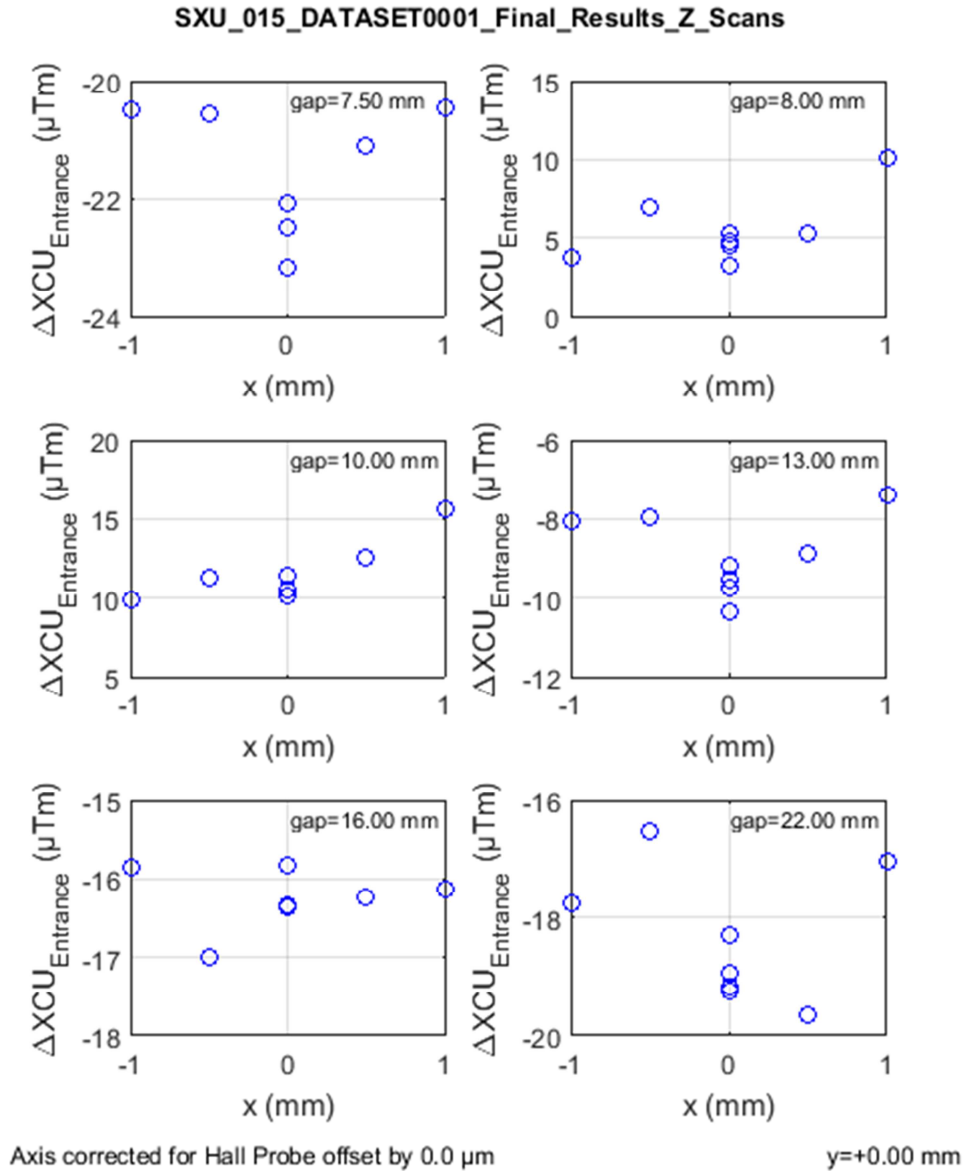 SXU_015_DATASET0001_Final_Results_Z_Scans
-20
-22
-24
-1
0
1
gap=7.50 mm
ΔXCU_Entrance (µTm)
x (mm)
15
10
5
0
-1
0
1
gap=8.00 mm
ΔXCU_Entrance (µTm)
x (mm)
20
15
10
5
-1
0
1
gap=10.00 mm
ΔXCU_Entrance (µTm)
x (mm)
-6
-8
-10
-12
-1
0
1
gap=13.00 mm
ΔXCU_Entrance (µTm)
x (mm)
-15
-16
-17
-18
-1
0
1
gap=16.00 mm
ΔXCU_Entrance (µTm)
x (mm)
-16
-18
-20
-1
0
1
gap=22.00 mm
ΔXCU_Entrance (µTm)
x (mm)
Axis corrected for Hall Probe offset by 0.0 µm
y=+0.00 mm